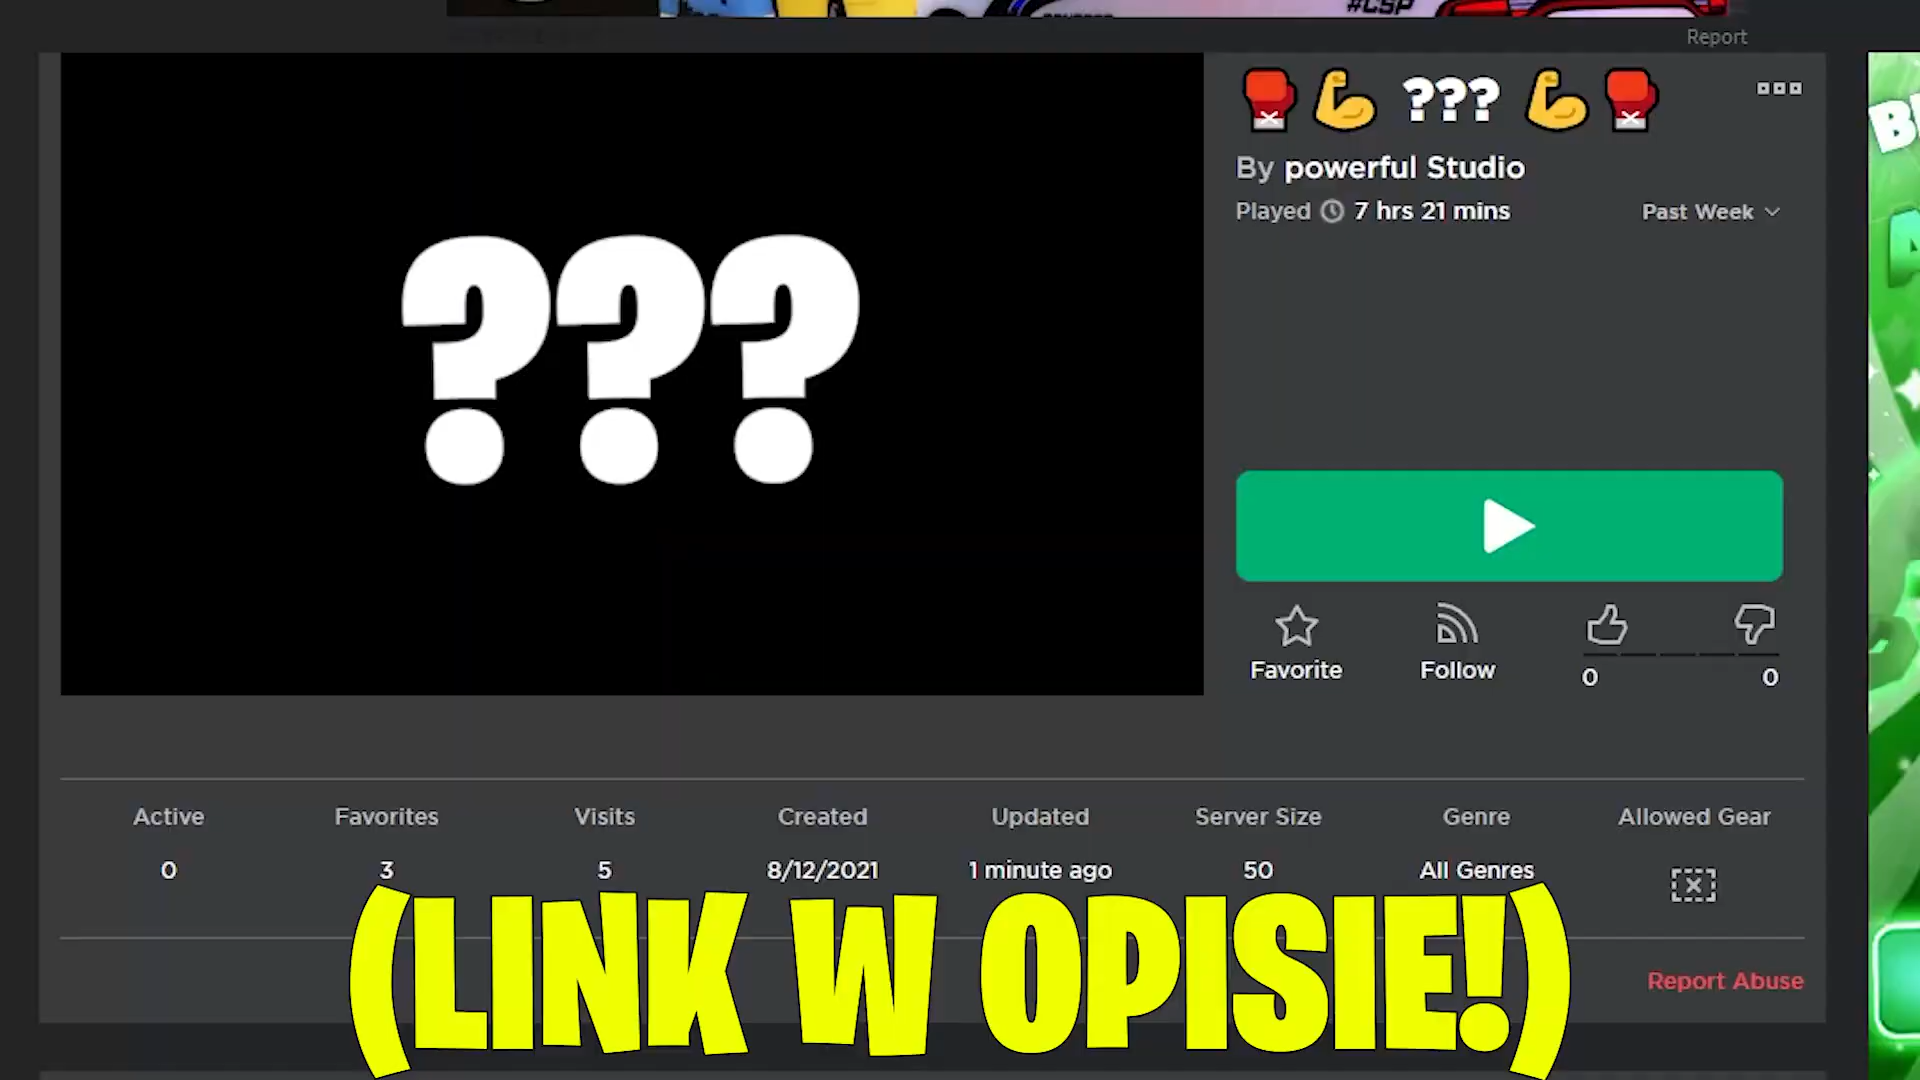 #CSP
Report
🥊💪 ??? 💪🥊
By powerful Studio
Played 7 hrs 21 mins
Past Week
???
Favorite
Follow
0
0
Active
Favorites
Visits
Created
Updated
Server Size
Genre
Allowed Gear
0
3
5
8/12/2021
1 minute ago
50
All Genres
(LINK W OPISIE!)
Report Abuse